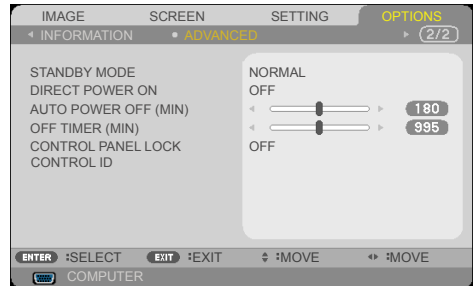 IMAGE SCREEN SETTING OPTIONS
INFORMATION ADVANCED (2/2)
STANDBY MODE NORMAL
DIRECT POWER ON OFF
AUTO POWER OFF (MIN) 180
OFF TIMER (MIN) 995
CONTROL PANEL LOCK OFF
CONTROL ID
ENTER :SELECT EXIT :EXIT :MOVE :MOVE
COMPUTER